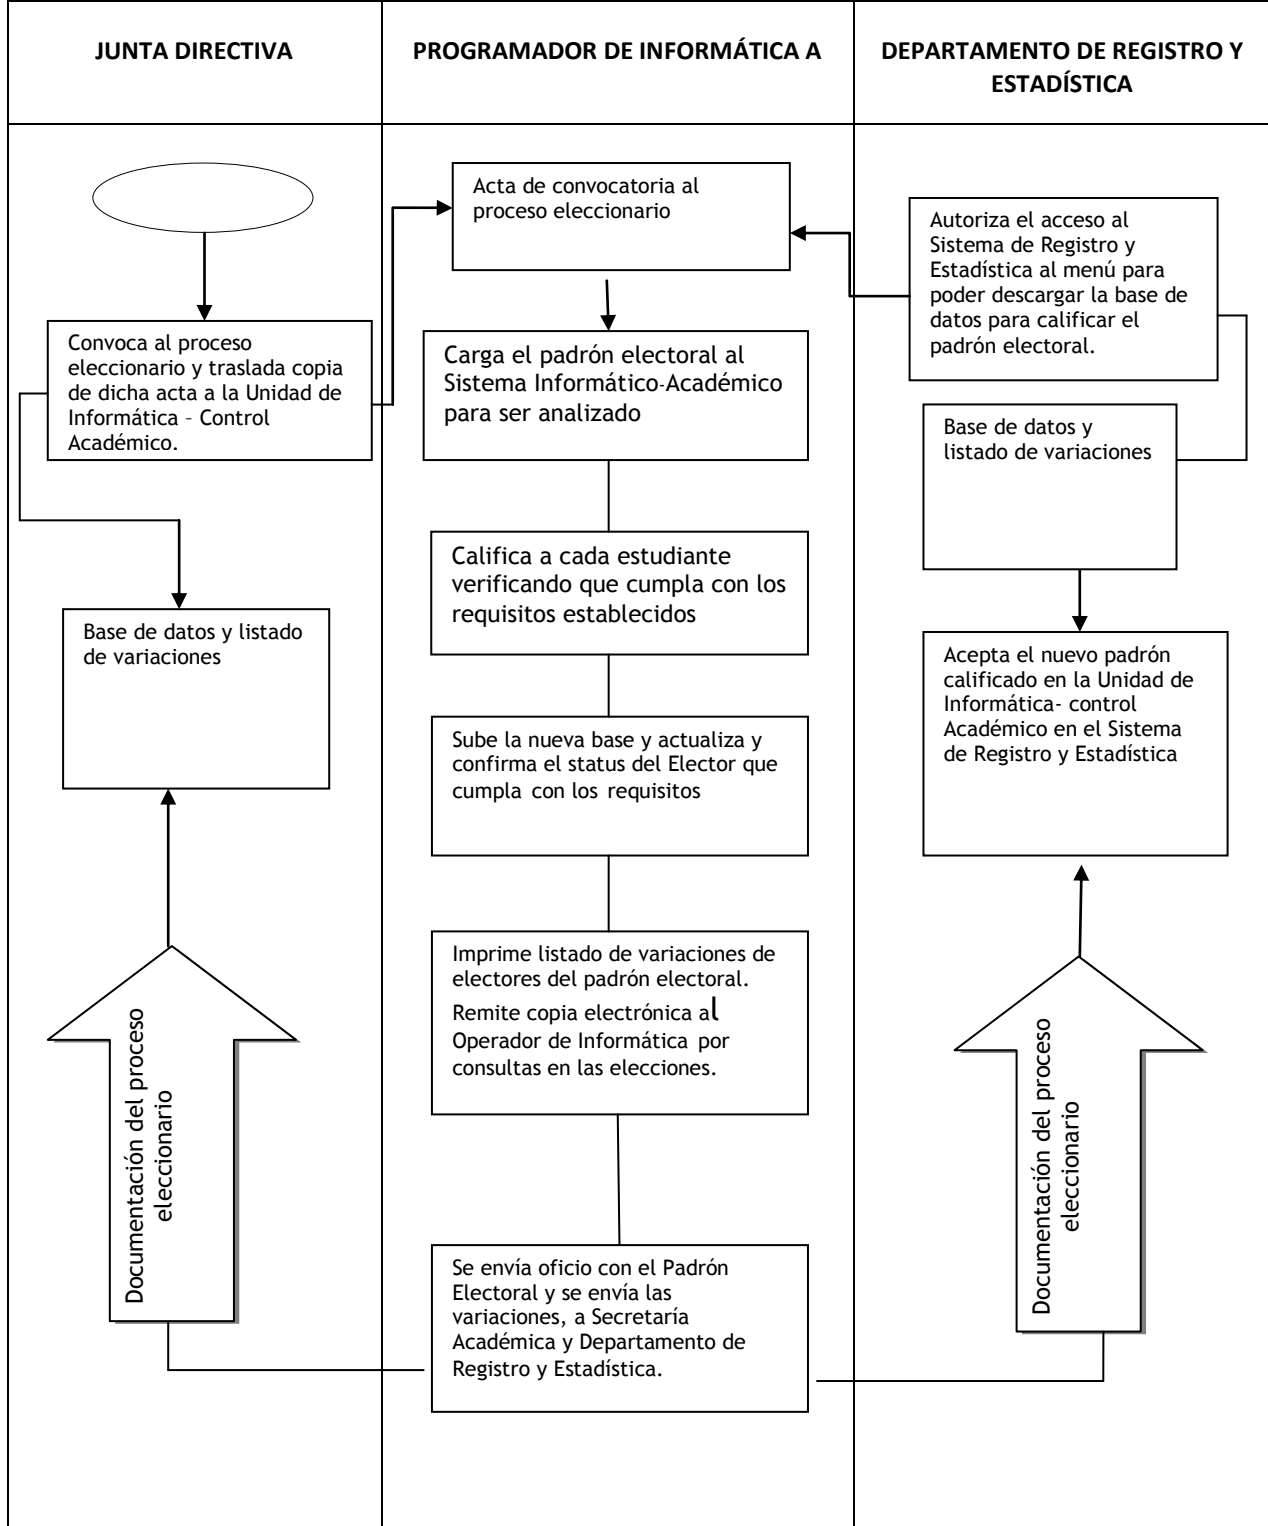 JUNTA DIRECTIVA
PROGRAMADOR DE INFORMÁTICA A
DEPARTAMENTO DE REGISTRO Y
ESTADÍSTICA
Convoca al proceso
eleccionario y traslada copia
de dicha acta a la Unidad de
Informática – Control
Académico.
Base de datos y listado
de variaciones
Documentación del proceso
eleccionario
Acta de convocatoria al
proceso eleccionario
Carga el padrón electoral al
Sistema Informático-Académico
para ser analizado
Califica a cada estudiante
verificando que cumpla con los
requisitos establecidos
Sube la nueva base y actualiza y
confirma el status del Elector que
cumpla con los requisitos
Imprime listado de variaciones de
electores del padrón electoral.
Remite copia electrónica al
Operador de Informática por
consultas en las elecciones.
Se envía oficio con el Padrón
Electoral y se envía las
variaciones, a Secretaría
Académica y Departamento de
Registro y Estadística.
Autoriza el acceso al
Sistema de Registro y
Estadística al menú para
poder descargar la base de
datos para calificar el
padrón electoral.
Base de datos y
listado de variaciones
Acepta el nuevo padrón
calificado en la Unidad de
Informática- control
Académico en el Sistema
de Registro y Estadística
Documentación del proceso
eleccionario